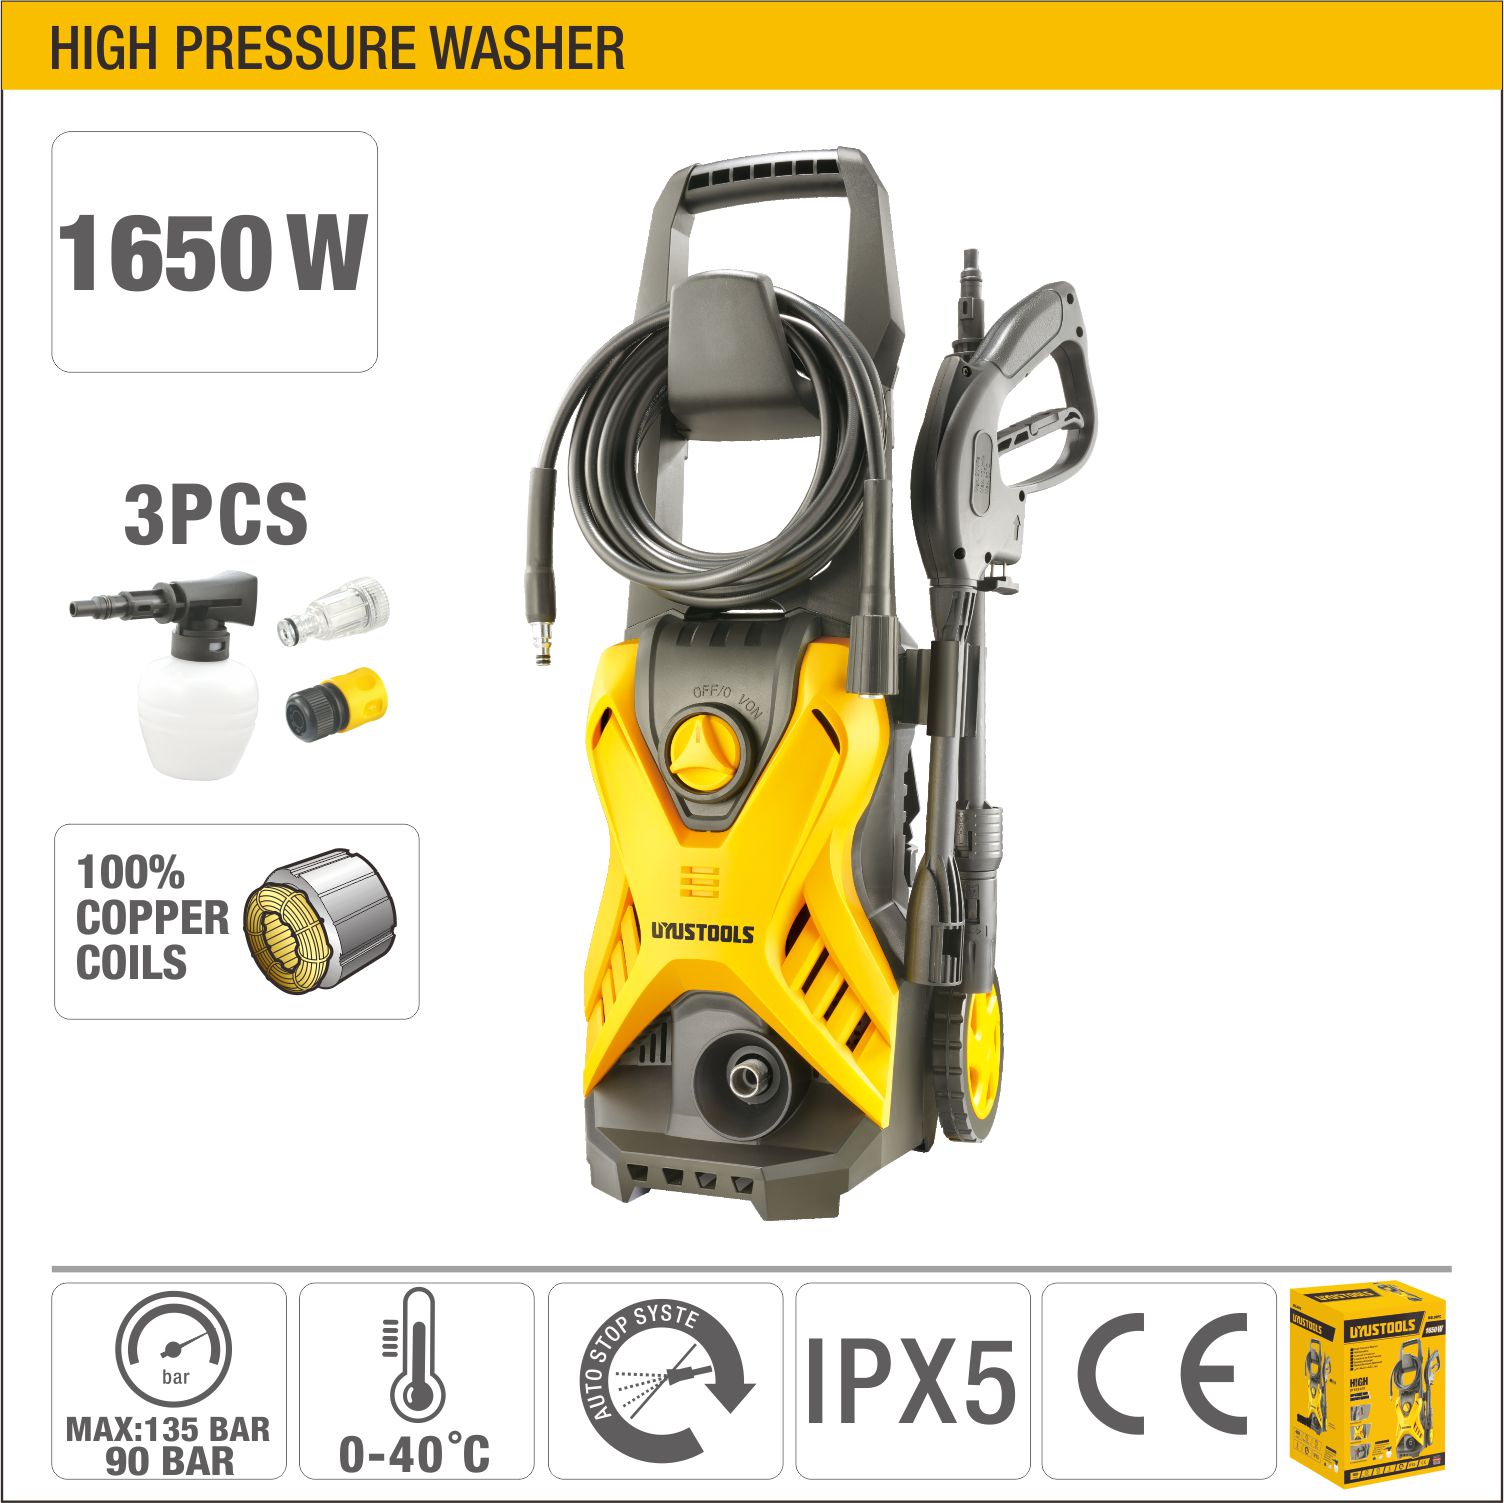 HIGH PRESSURE WASHER
1650 W
3PCS
100%
COPPER
COILS
OFF/O I/ON
UYUSTOOLS
bar
MAX:135 BAR
90 BAR
0-40°C
AUTO STOP SYSTE
IPX5
CE
UYUSTOOLS
UYUSTOOLS
1650W
HIGH